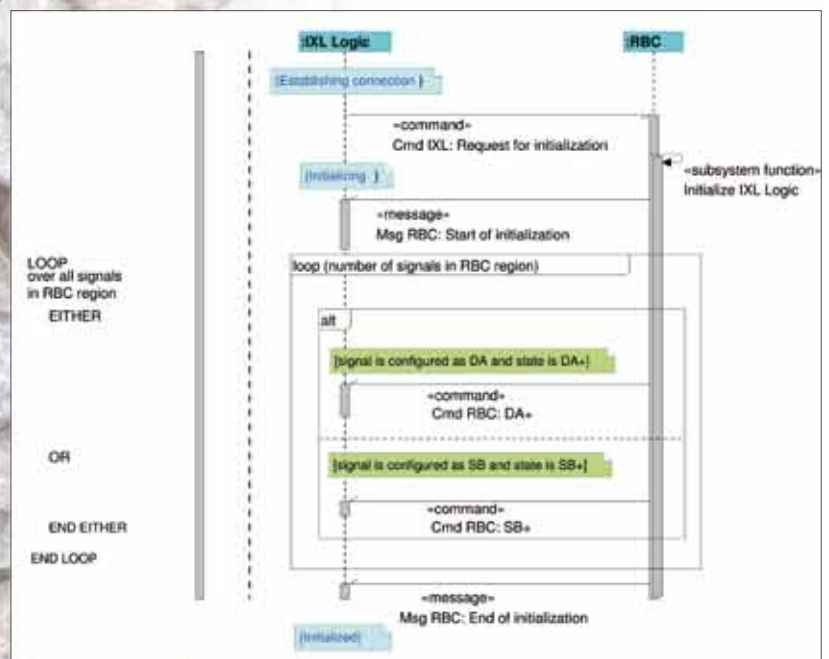 :IXL Logic
:RBC
{Establishing connection }
«command»
Cmd IXL: Request for initialization
«subsystem function»
Initialize IXL Logic
{Initializing }
«message»
Msg RBC: Start of initialization
LOOP
over all signals
in RBC region
loop (number of signals in RBC region)
EITHER
alt
[signal is configured as DA and state is DA+]
«command»
Cmd RBC: DA+
OR
[signal is configured as SB and state is SB+]
«command»
Cmd RBC: SB+
END EITHER
END LOOP
«message»
Msg RBC: End of initialization
{Initialized}